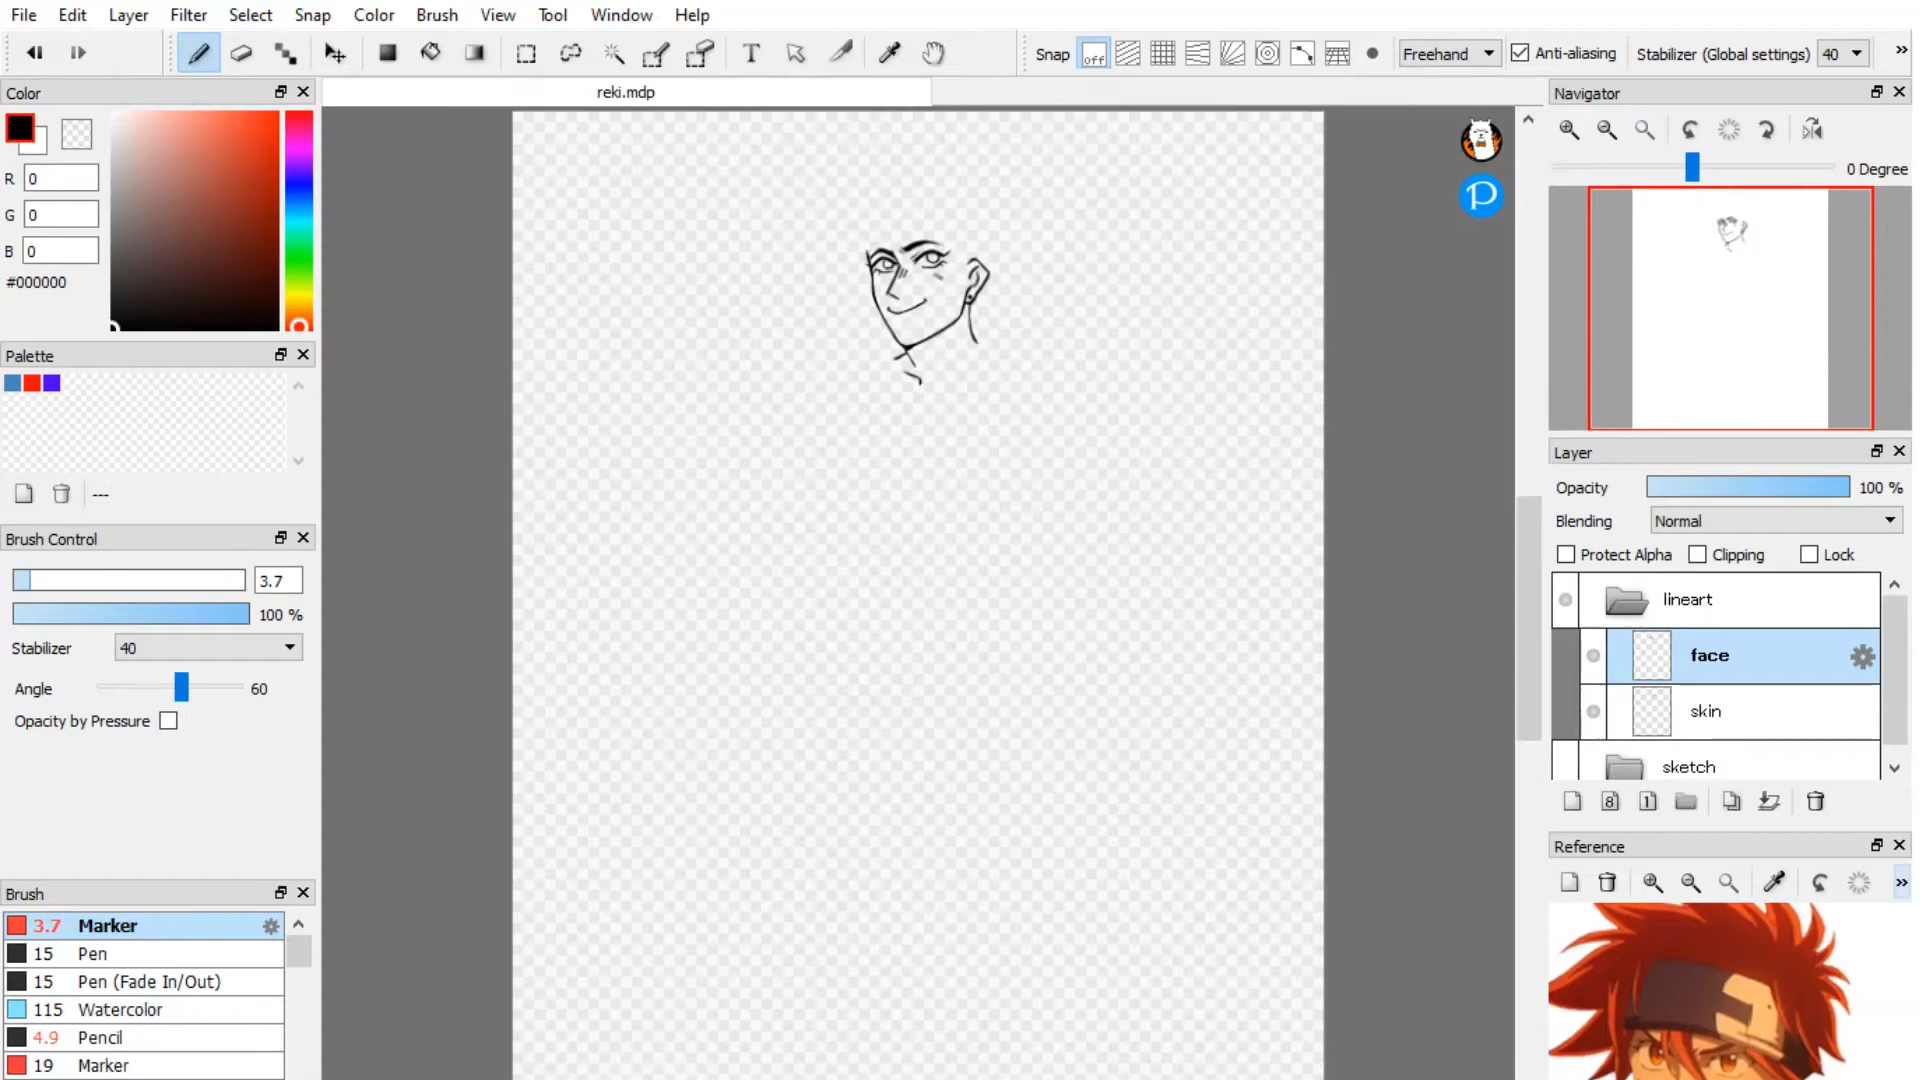 File Edit Layer Filter Select Snap Color Brush View Tool Window Help
T Snap off Freehand Anti-aliasing Stabilizer (Global settings) 40 »
Color
reki.mdp
Navigator
R 0
G 0
B 0
#000000
0 Degree
P
Palette
---
Layer
Opacity 100 %
Blending Normal
Protect Alpha Clipping Lock
lineart
face
skin
sketch
8 1
Brush Control
3.7
100 %
Stabilizer 40
Angle 60
Opacity by Pressure
Reference
»
Brush
3.7 Marker
15 Pen
15 Pen (Fade In/Out)
115 Watercolor
4.9 Pencil
19 Marker